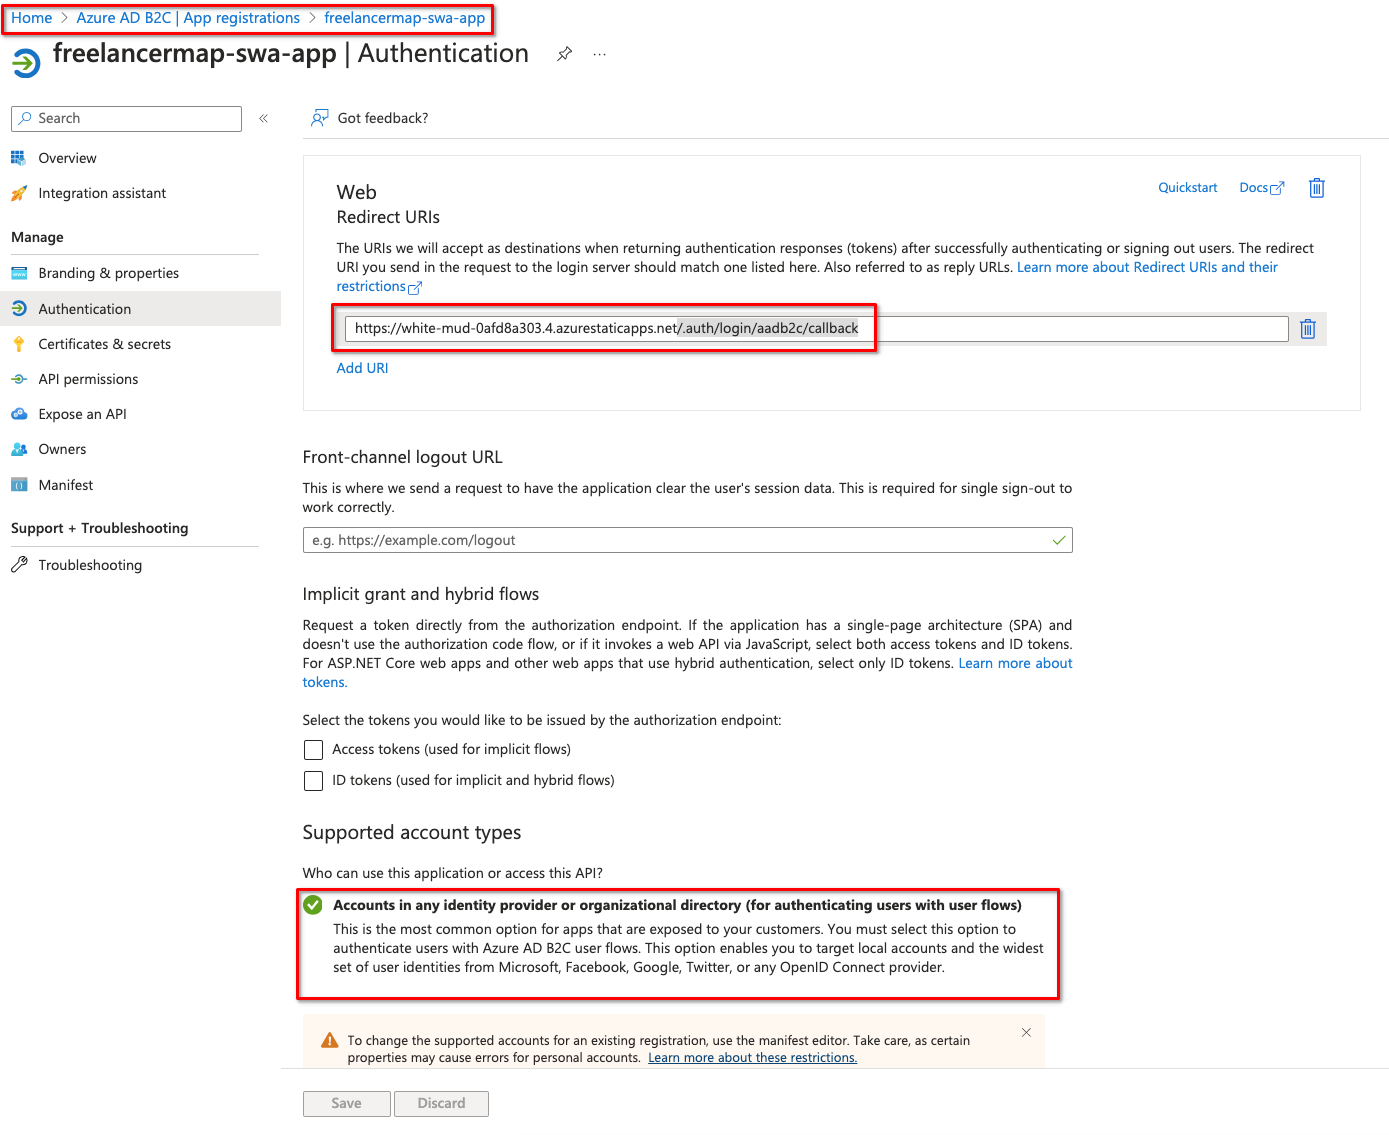 Home > Azure AD B2C | App registrations > freelancermap-swa-app
freelancermap-swa-app | Authentication
Search
Overview
Integration assistant
Manage
Branding & properties
Authentication
Certificates & secrets
API permissions
Expose an API
Owners
Manifest
Support + Troubleshooting
Troubleshooting
Got feedback?
Web
Quickstart
Docs
Redirect URIs
The URIs we will accept as destinations when returning authentication responses (tokens) after successfully authenticating or signing out users. The redirect
URI you send in the request to the login server should match one listed here. Also referred to as reply URLs. Learn more about Redirect URIs and their
restrictions
https://white-mud-0afd8a303.4.azurestaticapps.net/.auth/login/aadb2c/callback
Add URI
Front-channel logout URL
This is where we send a request to have the application clear the user's session data. This is required for single sign-out to
work correctly.
e.g. https://example.com/logout
Implicit grant and hybrid flows
Request a token directly from the authorization endpoint. If the application has a single-page architecture (SPA) and
doesn't use the authorization code flow, or if it invokes a web API via JavaScript, select both access tokens and ID tokens.
For ASP.NET Core web apps and other web apps that use hybrid authentication, select only ID tokens. Learn more about
tokens.
Select the tokens you would like to be issued by the authorization endpoint:
Access tokens (used for implicit flows)
ID tokens (used for implicit and hybrid flows)
Supported account types
Who can use this application or access this API?
Accounts in any identity provider or organizational directory (for authenticating users with user flows)
This is the most common option for apps that are exposed to your customers. You must select this option to
authenticate users with Azure AD B2C user flows. This option enables you to target local accounts and the widest
set of user identities from Microsoft, Facebook, Google, Twitter, or any OpenID Connect provider.
To change the supported accounts for an existing registration, use the manifest editor. Take care, as certain
properties may cause errors for personal accounts. Learn more about these restrictions.
Save
Discard